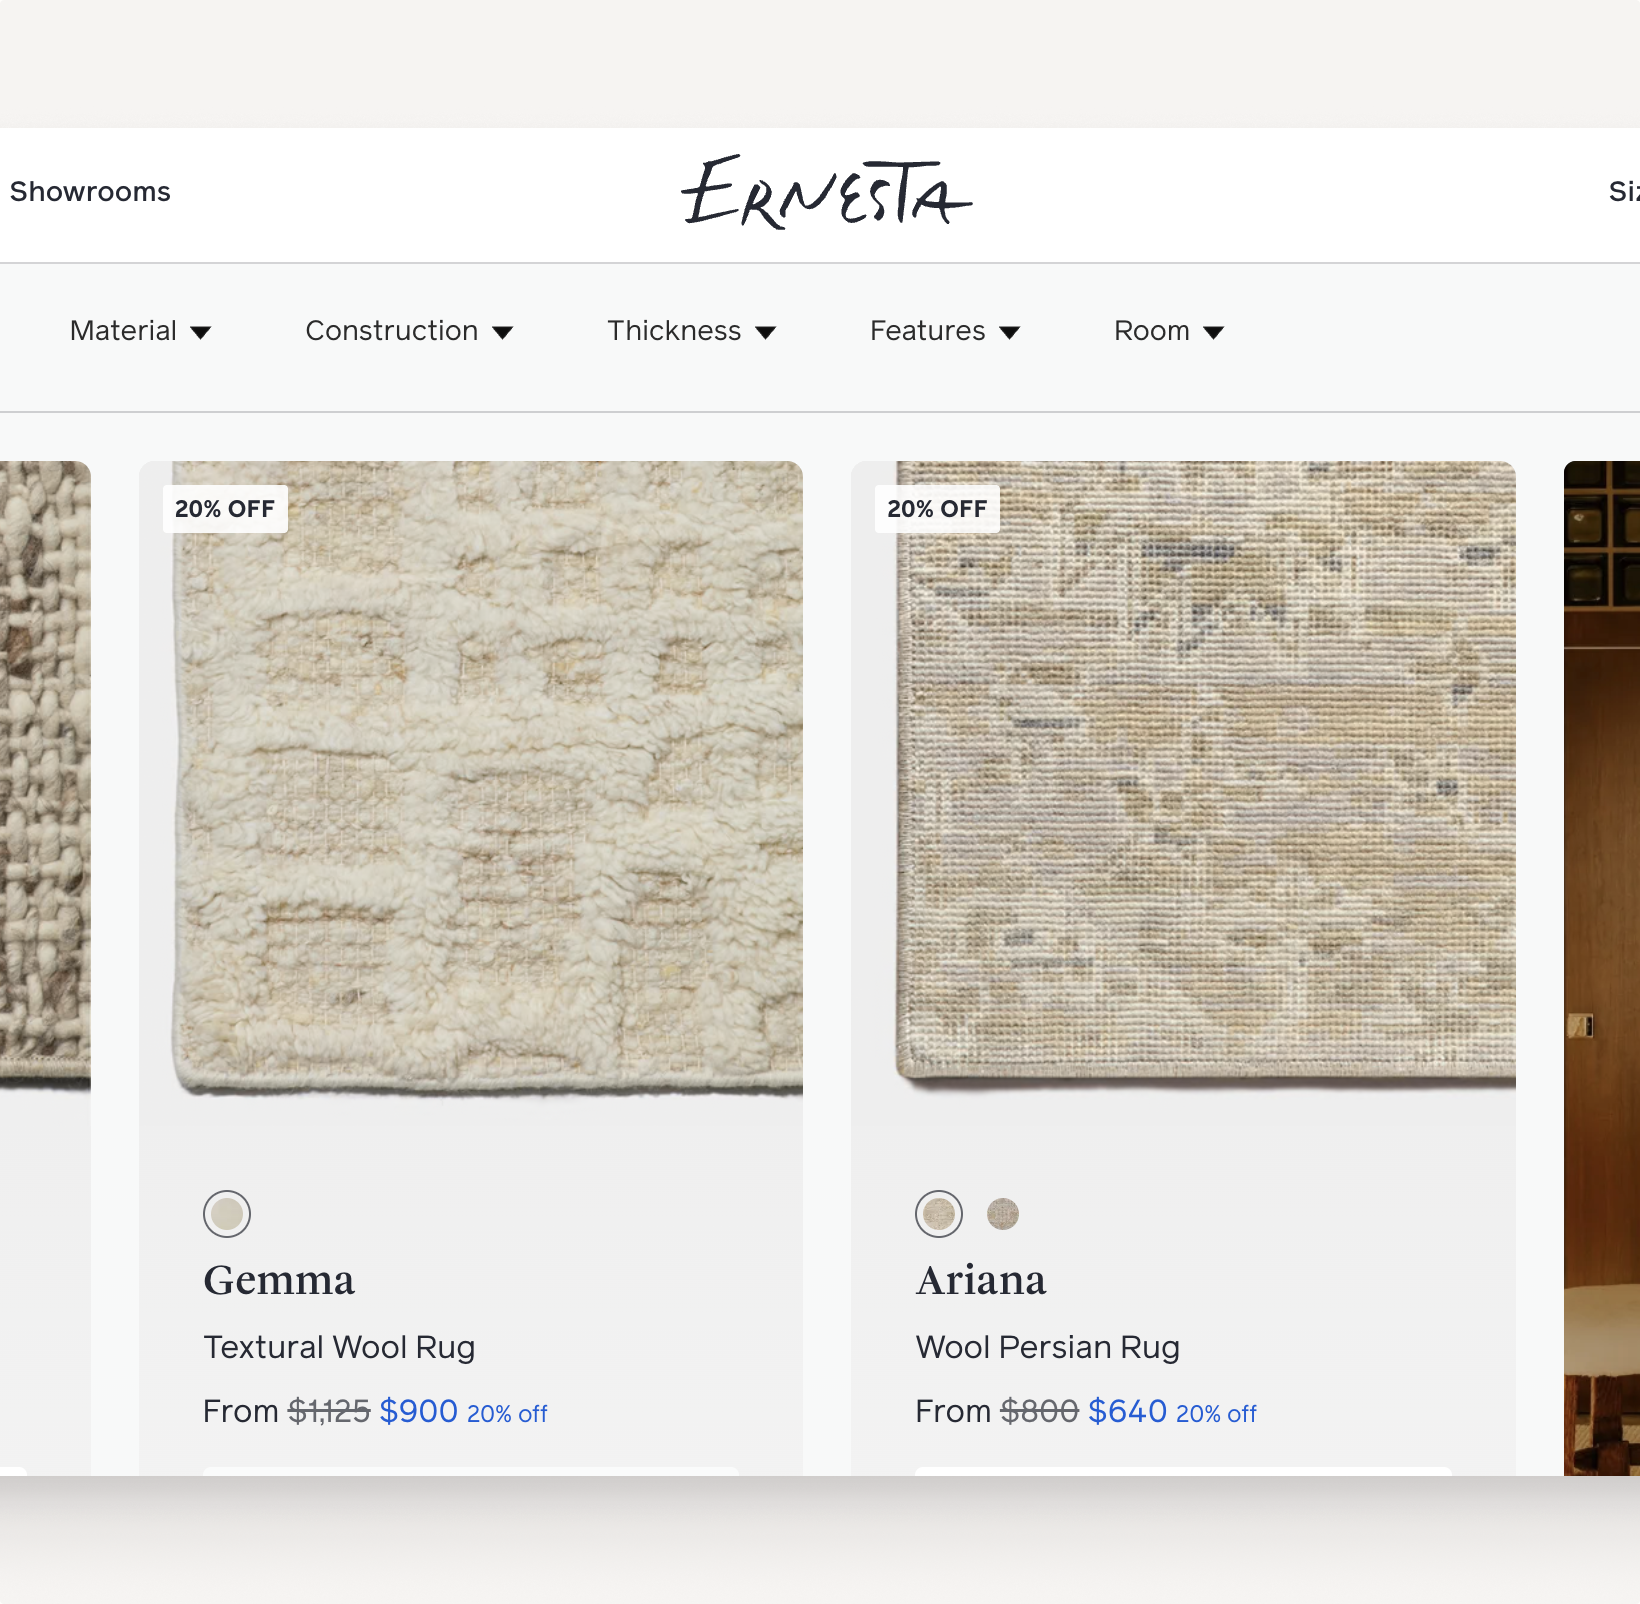 Showrooms
ERNESTA
Material
Construction
Thickness
Features
Room
20% OFF
20% OFF
Gemma
Textural Wool Rug
From $1,125 $900 20% off
Ariana
Wool Persian Rug
From $800 $640 20% off